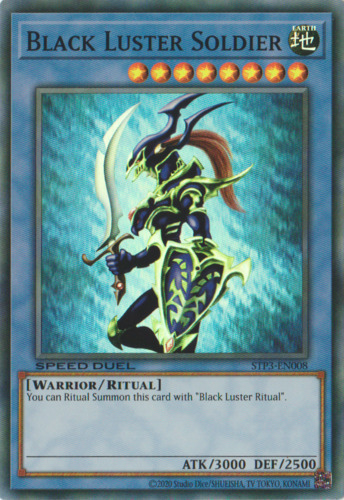 BLACK LUSTER SOLDIER
EARTH
地
SPEED DUEL
STP3-EN008
[WARRIOR/RITUAL]
You can Ritual Summon this card with "Black Luster Ritual".
ATK/3000 DEF/2500
©2020 Studio Dice/SHUEISHA, TV TOKYO, KONAMI